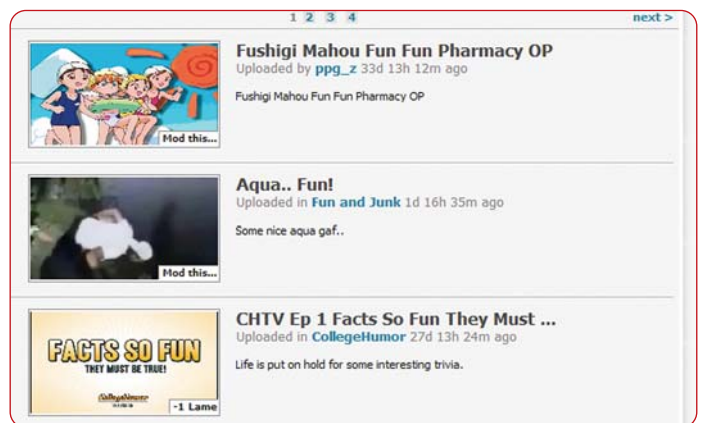 1 2 3 4 next >
Fushigi Mahou Fun Fun Pharmacy OP
Uploaded by ppg_z 33d 13h 12m ago
Fushigi Mahou Fun Fun Pharmacy OP
Mod this...
Aqua.. Fun!
Uploaded in Fun and Junk 1d 16h 35m ago
Some nice aqua gaf..
Mod this...
CHTV Ep 1 Facts So Fun They Must ...
Uploaded in CollegeHumor 27d 13h 24m ago
Life is put on hold for some interesting trivia.
FACTS SO FUN
THEY MUST BE TRUE!
CollegeHumor
-1 Lame